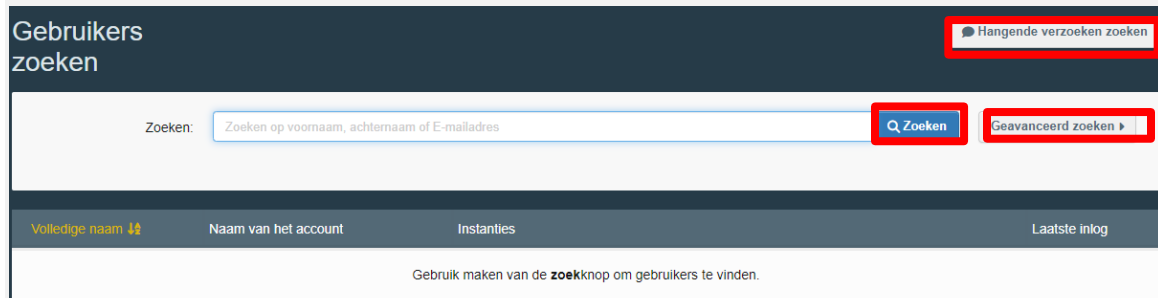 Gebruikers
zoeken
Hangende verzoeken zoeken
Zoeken:
Zoeken op voornaam, achternaam of E-mailadres
Zoeken
Geavanceerd zoeken
Volledige naam
Naam van het account
Instanties
Laatste inlog
Gebruik maken van de zoekknop om gebruikers te vinden.